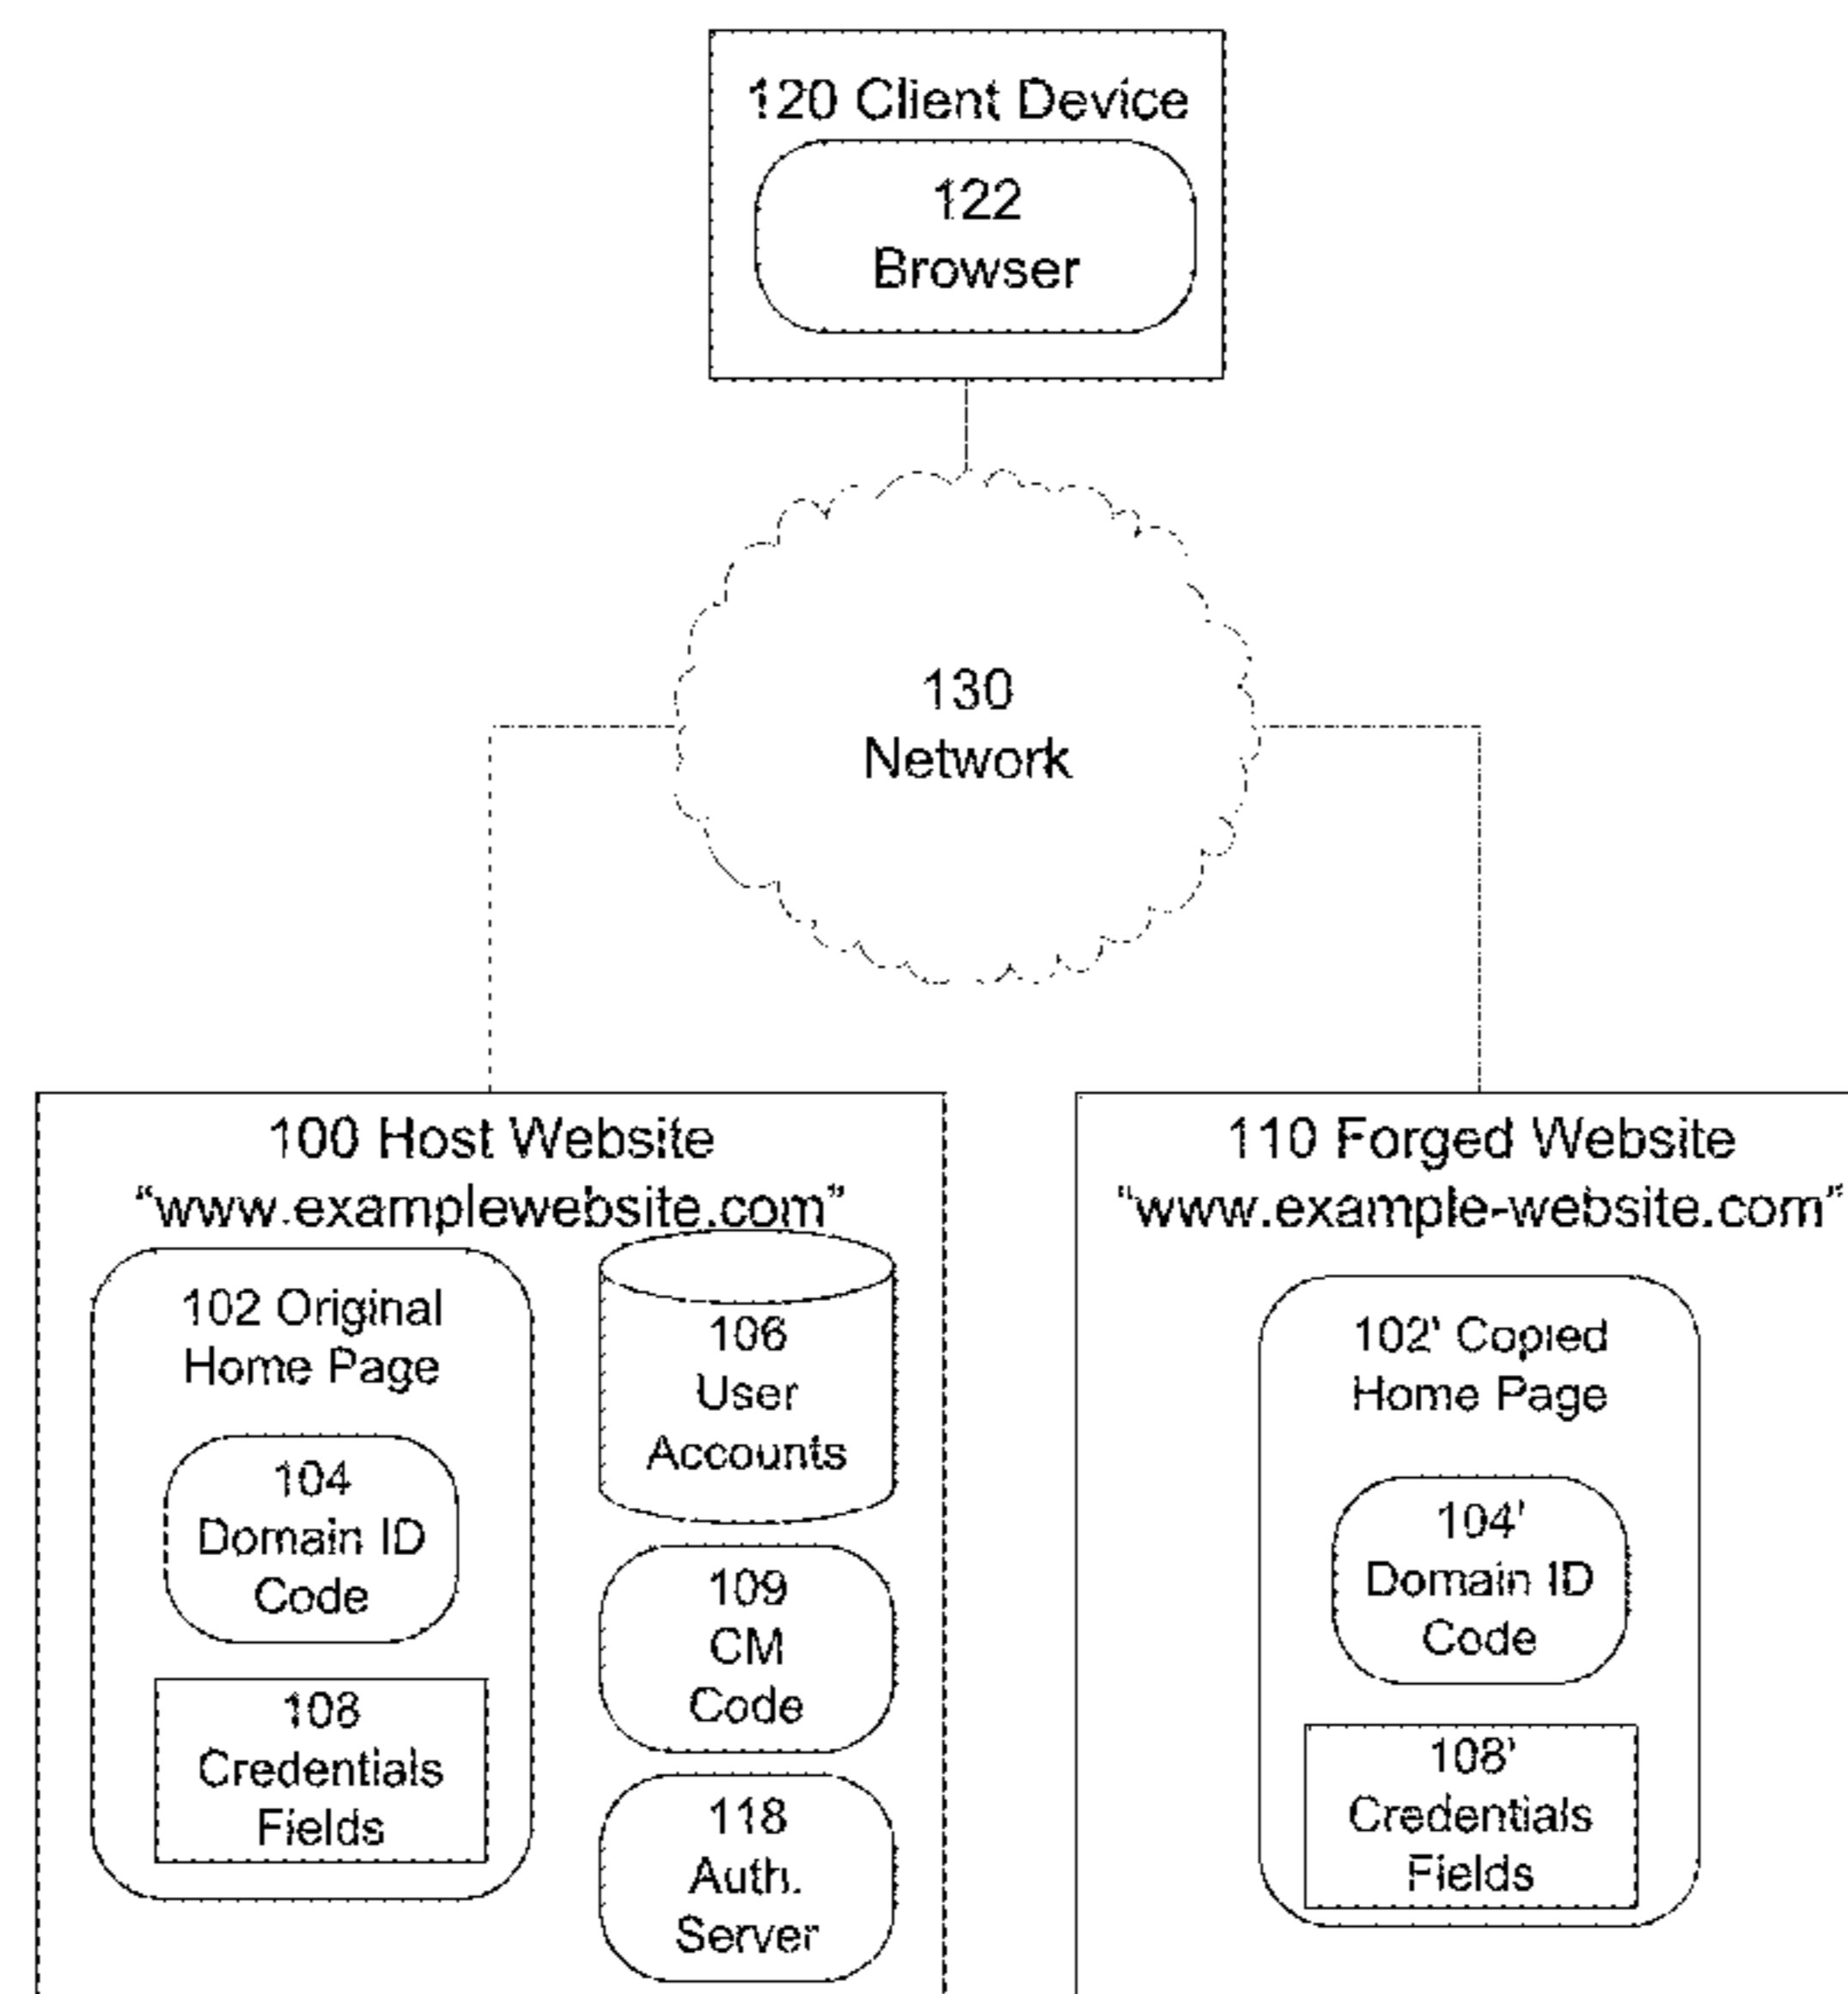 120 Client Device
122
Browser
130
Network
100 Host Website
“www.examplewebsite.com”
102 Original
Home Page
104
Domain ID
Code
108
Credentials
Fields
106
User
Accounts
109
CM
Code
118
Auth.
Server
110 Forged Website
“www.example-website.com”
102' Copied
Home Page
104'
Domain ID
Code
108'
Credentials
Fields